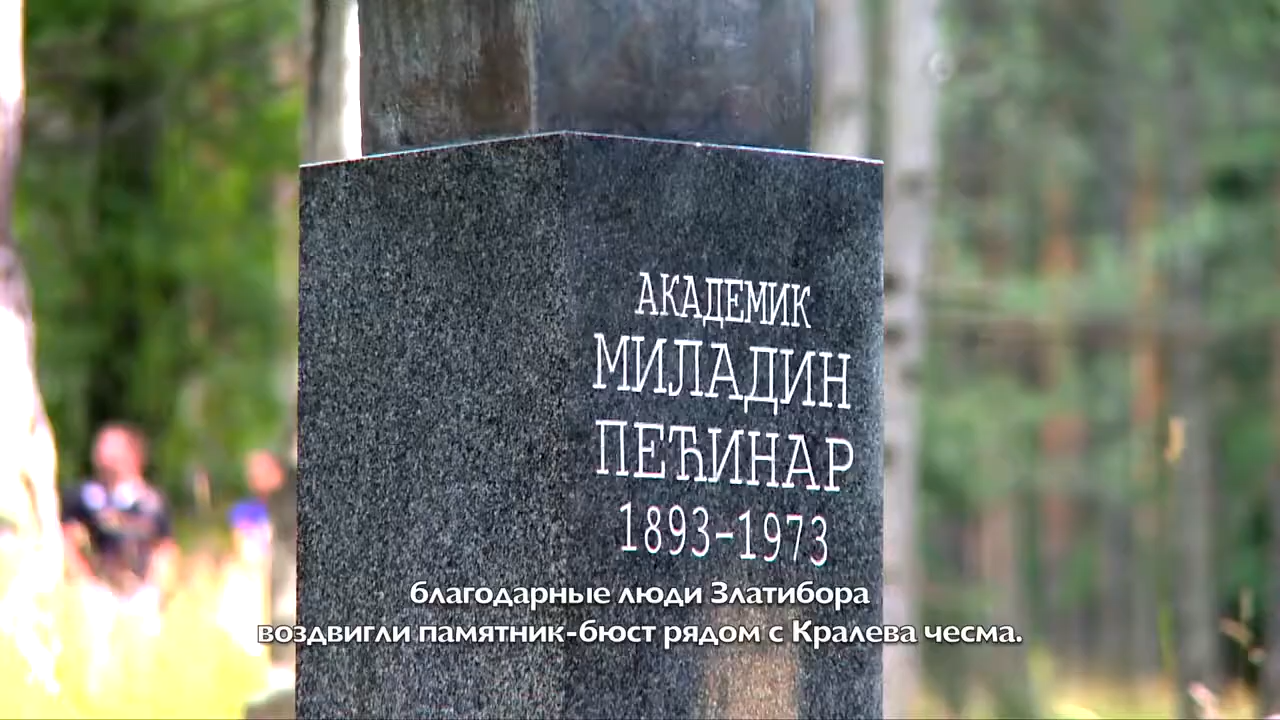 АКАДЕМИК
МИЛАДИН
ПЕЋИНАР
1893-1973
благодарные люди Златибора
воздвигли памятник-бюст рядом с Кралева чесма.